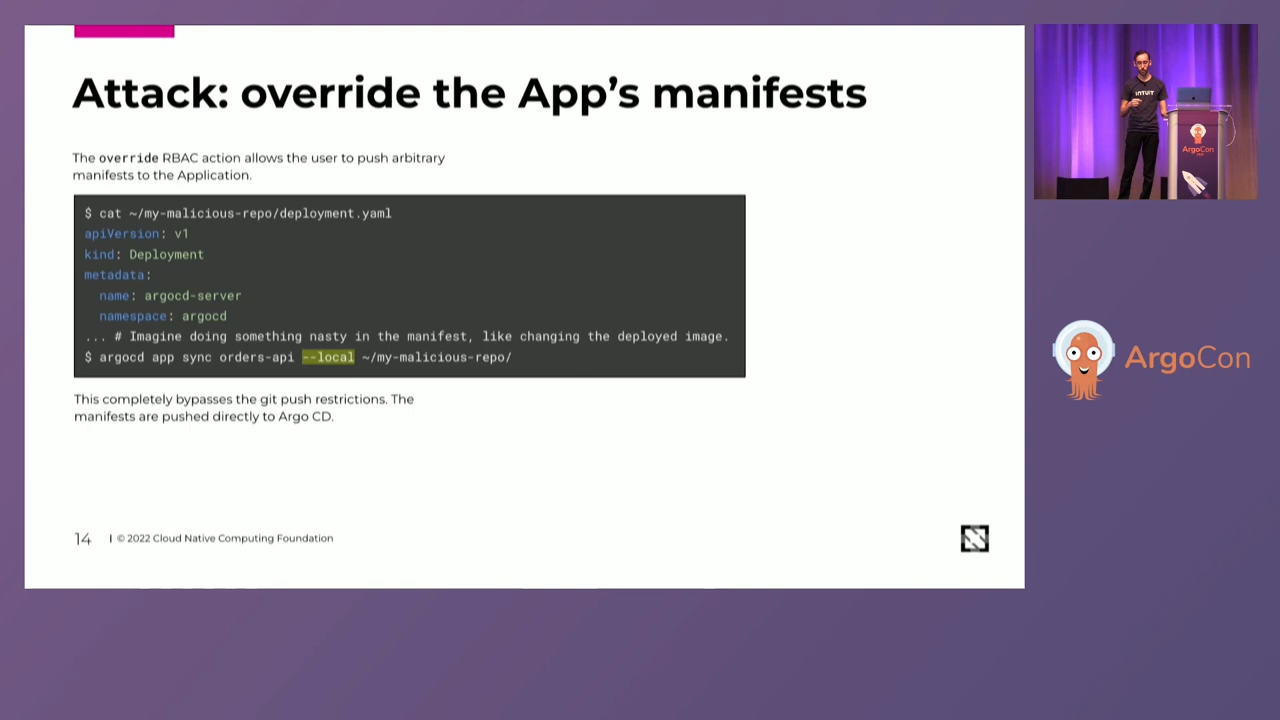 Attack: override the App's manifests
The override RBAC action allows the user to push arbitrary
manifests to the Application.
$ cat ~/my-malicious-repo/deployment.yaml
apiVersion: v1
kind: Deployment
metadata:
  name: argocd-server
  namespace: argocd
... # Imagine doing something nasty in the manifest, like changing the deployed image.
$ argocd app sync orders-api --local ~/my-malicious-repo/
This completely bypasses the git push restrictions. The
manifests are pushed directly to Argo CD.
14 | © 2022 Cloud Native Computing Foundation
INTUIT
ArgoCon
ArgoCon